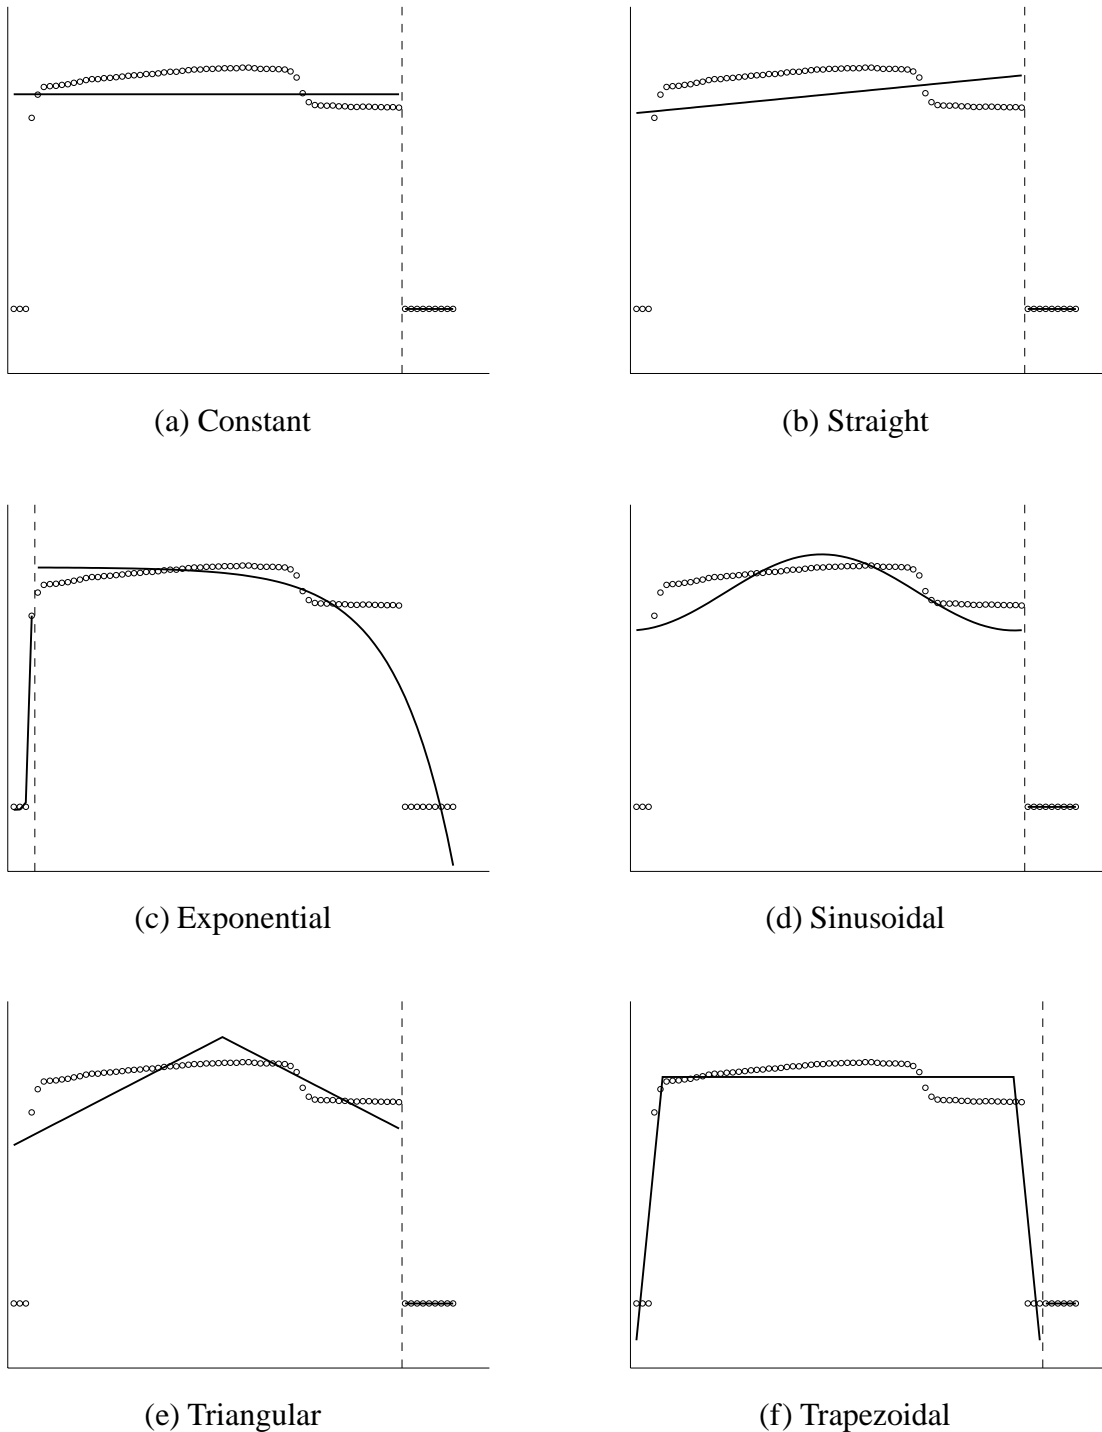 (a) Constant
(b) Straight
(c) Exponential
(d) Sinusoidal
(e) Triangular
(f) Trapezoidal